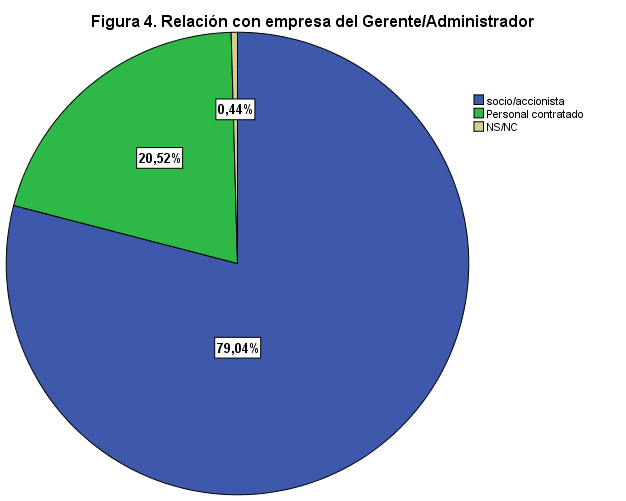 Figura 4. Relación con empresa del Gerente/Administrador
socio/accionista
Personal contratado
NS/NC
0,44%
20,52%
79,04%